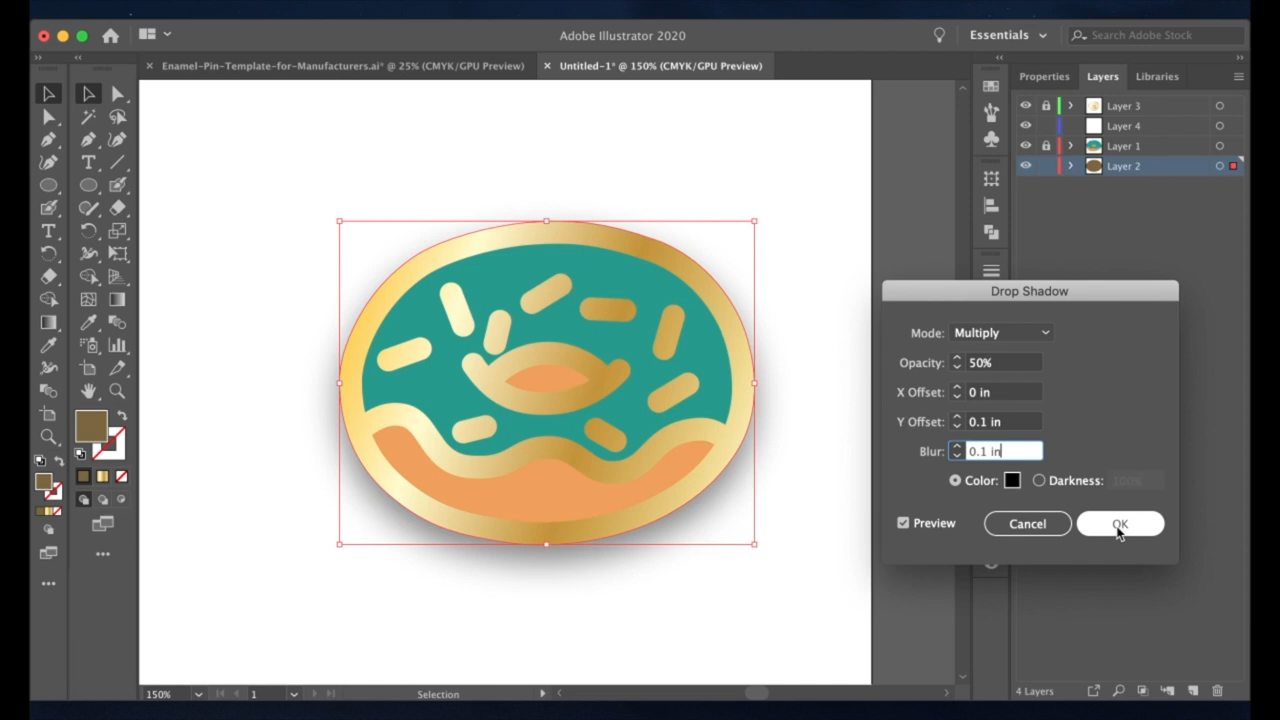 Adobe Illustrator 2020
Essentials
Search Adobe Stock
Enamel-Pin-Template-for-Manufacturers.ai* @ 25% (CMYK/GPU Preview)
Untitled-1* @ 150% (CMYK/GPU Preview)
Properties
Layers
Libraries
Layer 3
Layer 4
Layer 1
Layer 2
Drop Shadow
Mode: Multiply
Opacity: 50%
X Offset: 0 in
Y Offset: 0.1 in
Blur: 0.1 in
Color:
Darkness: 100%
Preview
Cancel
OK
150%
1
Selection
4 Layers